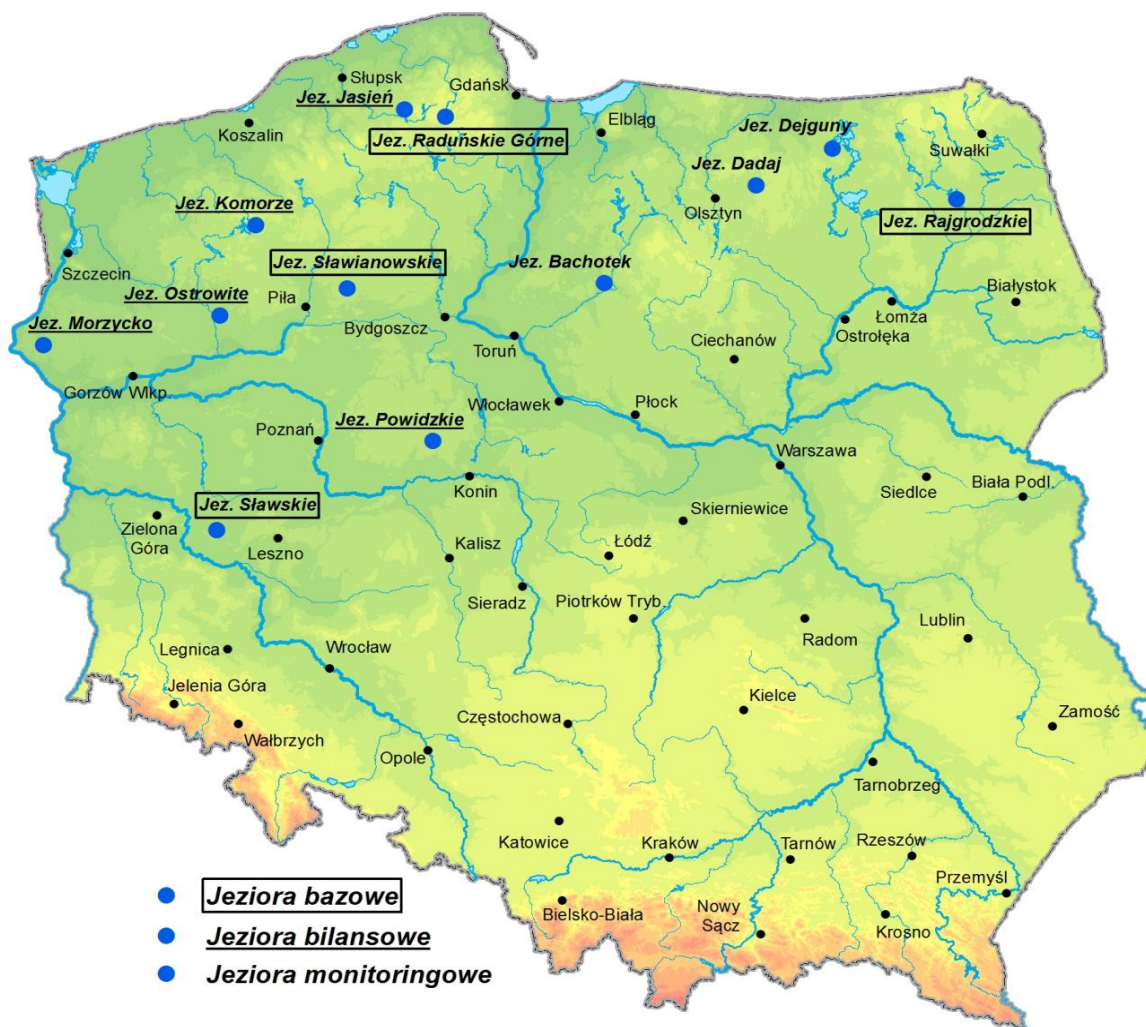 Słupsk
Gdańsk
Jez. Jasień
Koszalin
Elbląg
Jez. Raduńskie Górne
Jez. Dejguny
Suwałki
Jez. Dadaj
Olsztyn
Jez. Komorze
Jez. Rajgrodzkie
Szczecin
Jez. Sławianowskie
Jez. Bachotek
Jez. Ostrowite
Piła
Białystok
Jez. Morzycko
Bydgoszcz
Łomża
Toruń
Ostrołęka
Ciechanów
Gorzów Wlkp.
Włocławek
Płock
Jez. Powidzkie
Poznań
Warszawa
Konin
Siedlce
Biała Podl.
Jez. Sławskie
Skierniewice
Zielona
Góra
Leszno
Kalisz
Łódź
Sieradz
Piotrków Tryb.
Radom
Lublin
Legnica
Wrocław
Jelenia Góra
Kielce
Częstochowa
Zamość
Wałbrzych
Opole
Tarnobrzeg
Katowice
Kraków
Tarnów
Rzeszów
Przemyśl
Bielsko-Biała
Nowy
Sącz
Krosno
Jeziora bazowe
Jeziora bilansowe
Jeziora monitoringowe